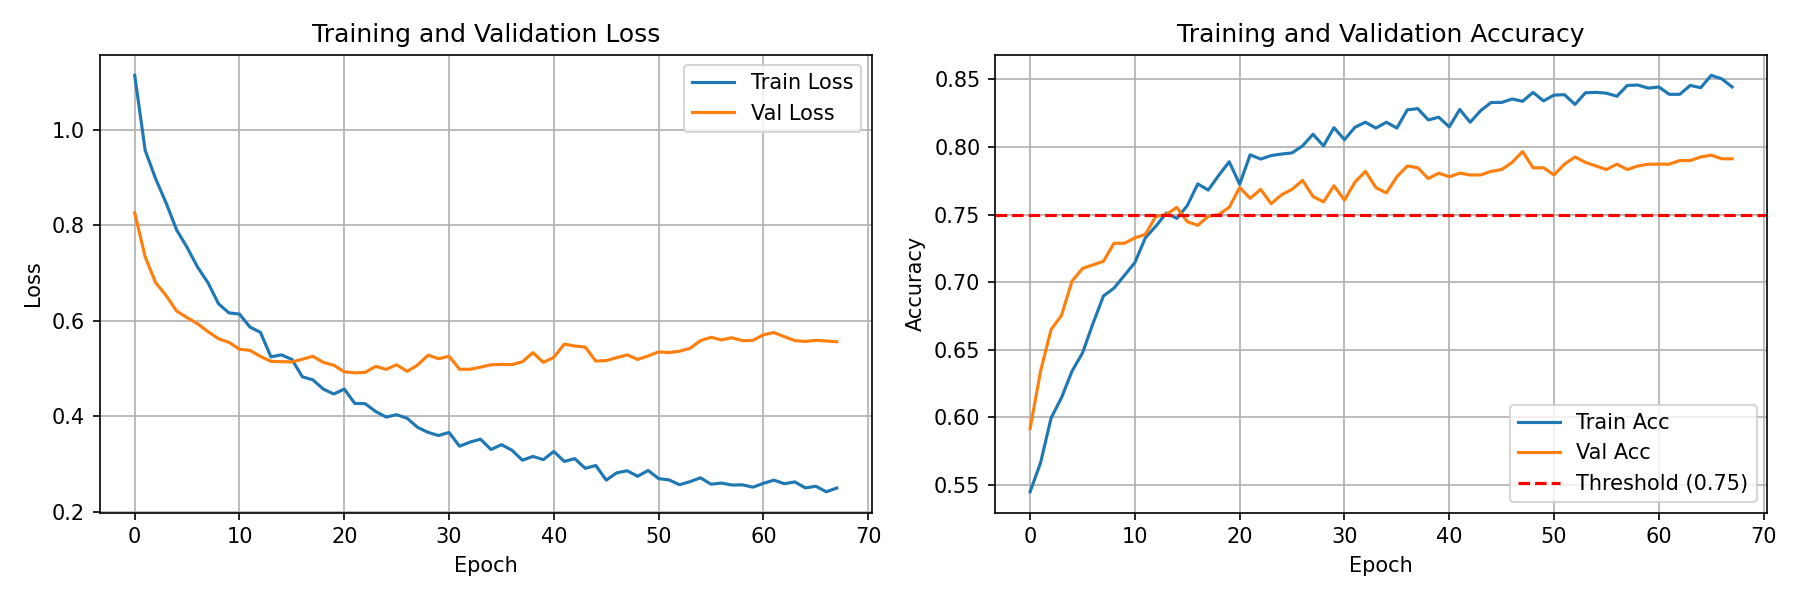 Training and Validation Loss
1.0
0.8
0.6
0.4
0.2
Loss
Train Loss
Val Loss
0 10 20 30 40 50 60 70
Epoch
Training and Validation Accuracy
0.85
0.80
0.75
0.70
0.65
0.60
0.55
Accuracy
Train Acc
Val Acc
Threshold (0.75)
0 10 20 30 40 50 60 70
Epoch